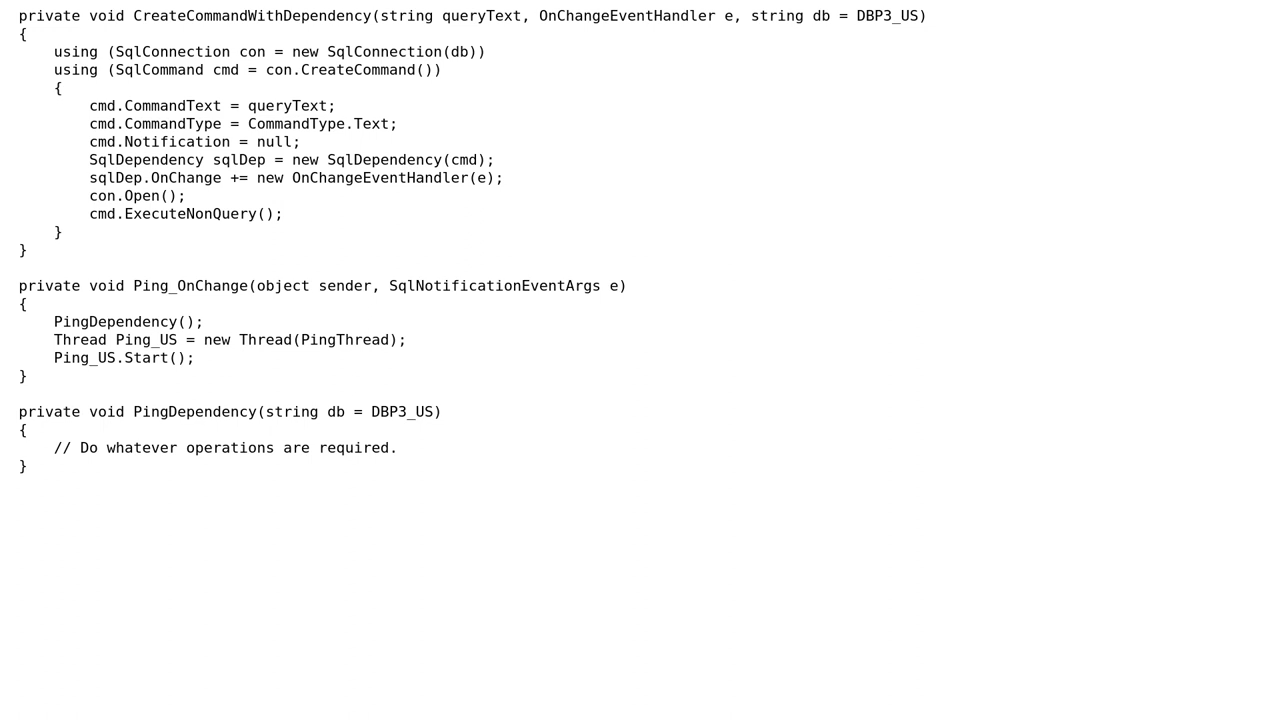 private void CreateCommandWithDependency(string queryText, OnChangeEventHandler e, string db = DBP3_US)
{
    using (SqlConnection con = new SqlConnection(db))
    using (SqlCommand cmd = con.CreateCommand())
    {
        cmd.CommandText = queryText;
        cmd.CommandType = CommandType.Text;
        cmd.Notification = null;
        SqlDependency sqlDep = new SqlDependency(cmd);
        sqlDep.OnChange += new OnChangeEventHandler(e);
        con.Open();
        cmd.ExecuteNonQuery();
    }
}

private void Ping_OnChange(object sender, SqlNotificationEventArgs e)
{
    PingDependency();
    Thread Ping_US = new Thread(PingThread);
    Ping_US.Start();
}

private void PingDependency(string db = DBP3_US)
{
    // Do whatever operations are required.
}